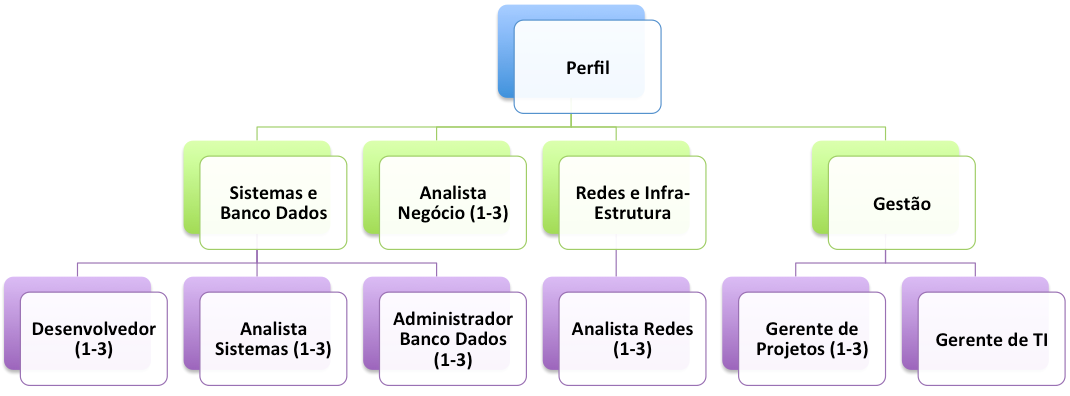 Perfil
Sistemas e
Banco Dados
Analista
Negócio (1-3)
Redes e Infra-
Estrutura
Gestão
Desenvolvedor
(1-3)
Analista
Sistemas (1-3)
Administrador
Banco Dados
(1-3)
Analista Redes
(1-3)
Gerente de
Projetos (1-3)
Gerente de TI